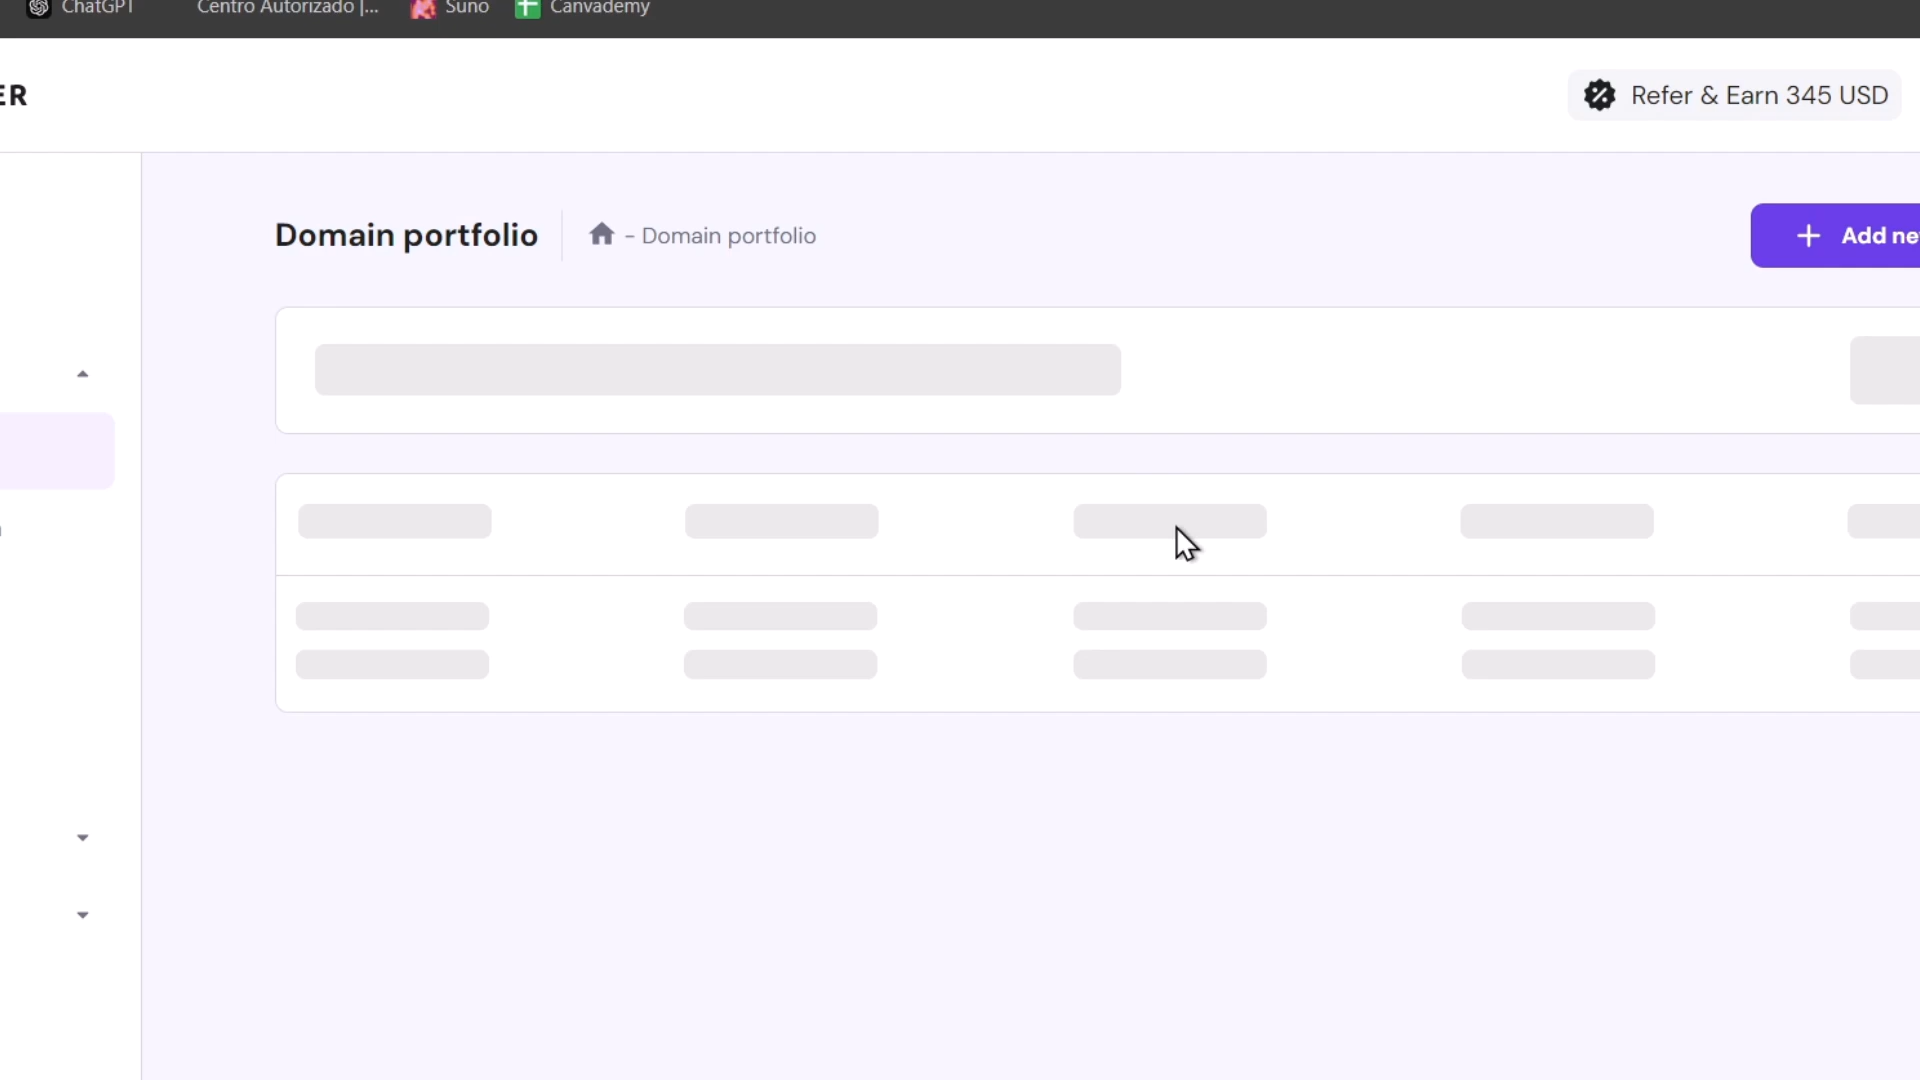 ChatGPT
Centro Autorizado |...
Suno
Canvademy
ER
Refer & Earn 345 USD
Domain portfolio
- Domain portfolio
Add ne